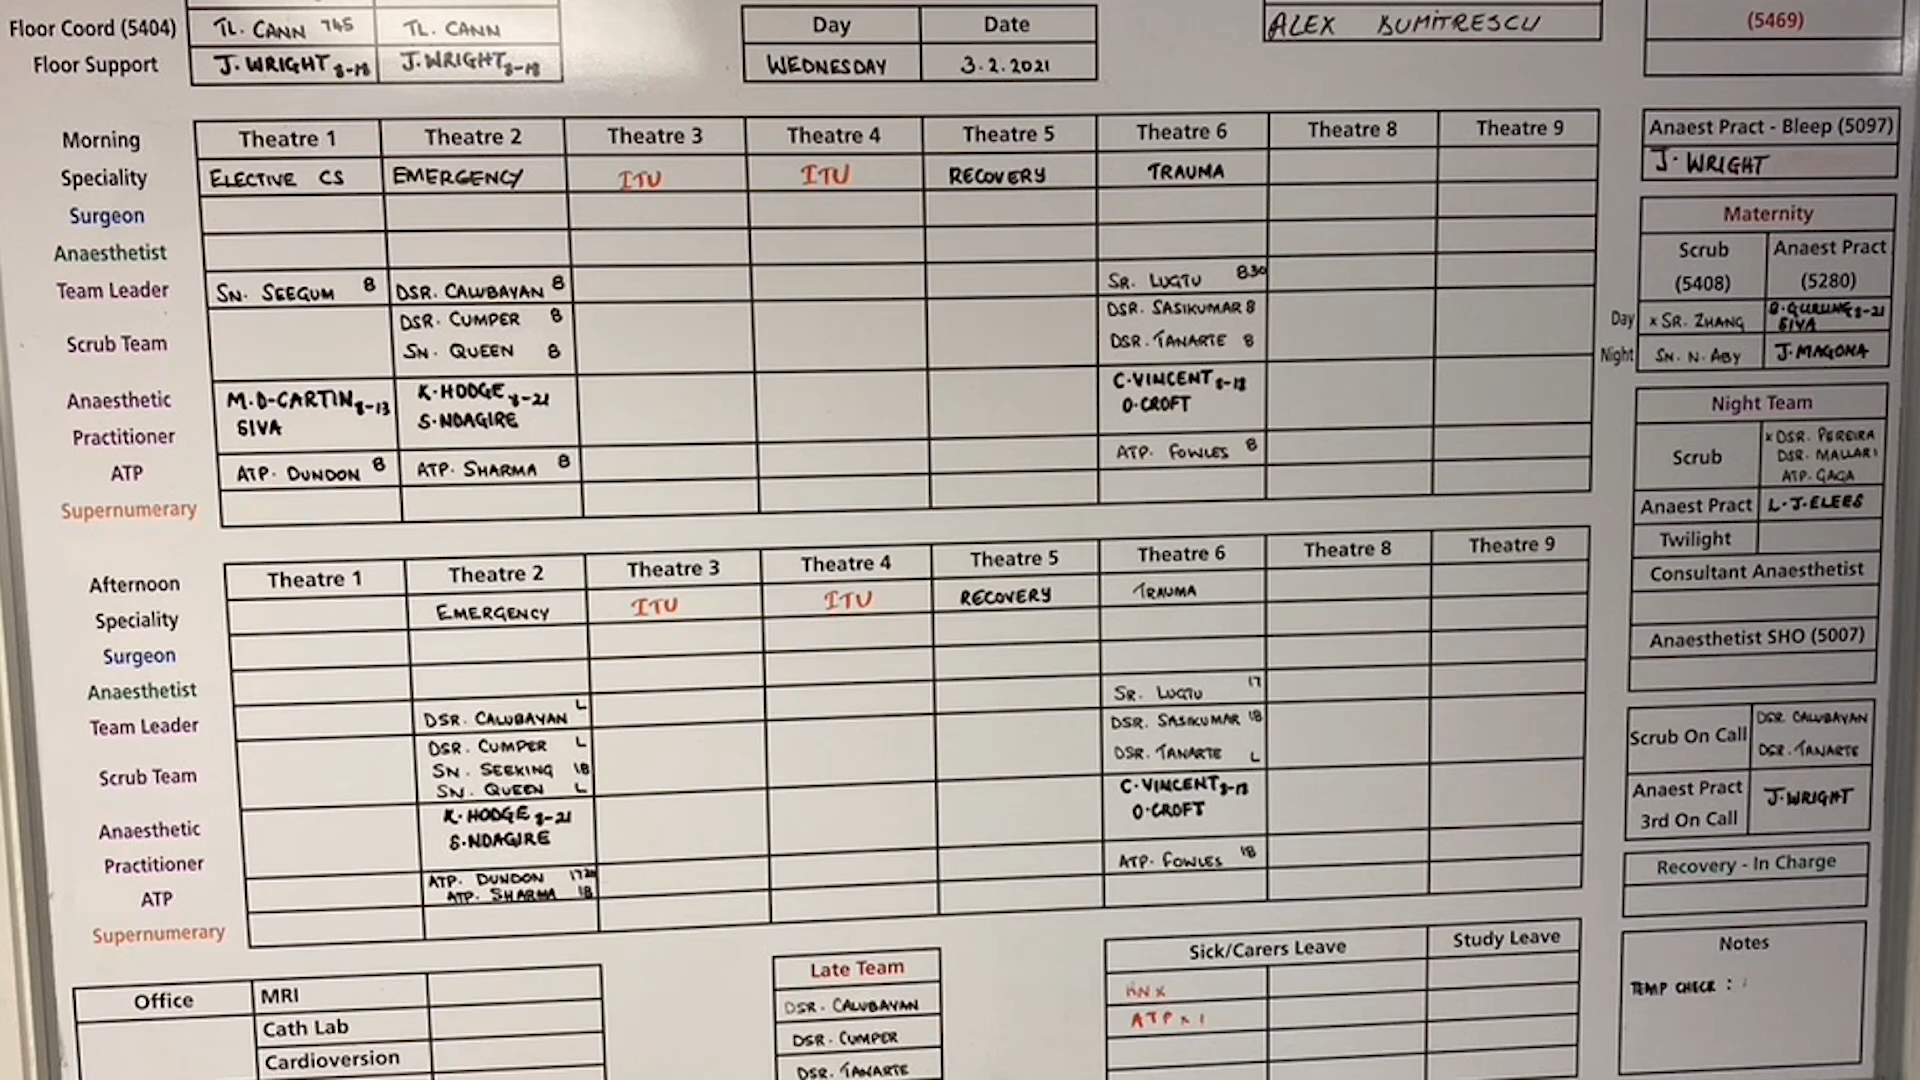 Floor Coord (5404) TL. CANN 745 TL. CANN
Floor Support J. WRIGHT 8-18 J. WRIGHT 8-18
Day Date
WEDNESDAY 3.2.2021
ALEX DUMITRESCU
(5469)
Morning Theatre 1 Theatre 2 Theatre 3 Theatre 4 Theatre 5 Theatre 6 Theatre 8 Theatre 9
Speciality ELECTIVE CS EMERGENCY ITU ITU RECOVERY TRAUMA
Surgeon
Anaesthetist
Team Leader SN. SEEGUM 8 DSR. CALUBAYAN 8 SR. LUGTU 830
Scrub Team DSR. CUMPER 8 DSR. SASIKUMAR 8
SN. QUEEN 8 DSR. TANARTE 8
Anaesthetic M.D-CARTIN 8-13 K. HODGE 8-21 C. VINCENT 8-18
Practitioner SIVA S. NDAGIRE O. CROFT
ATP ATP. DUNDON 8 ATP. SHARMA 8 ATP. FOWLES 8
Supernumerary
Anaest Pract - Bleep (5097)
J. WRIGHT
Maternity
Scrub Anaest Pract
(5408) (5280)
Day x SR. ZHANG B. GURUNG 8-21
SIVA
Night SN. N. ABY J. MAGONA
Night Team
Scrub x DSR. PEREIRA
DSR. MALLARI
ATP. GAGA
Anaest Pract L. J. ELEES
Twilight
Consultant Anaesthetist
Anaesthetist SHO (5007)
Scrub On Call DSR. CALUBAYAN
DSR. TANARTE
Anaest Pract J. WRIGHT
3rd On Call
Recovery - In Charge
Notes
TEMP CHECK :
Afternoon Theatre 1 Theatre 2 Theatre 3 Theatre 4 Theatre 5 Theatre 6 Theatre 8 Theatre 9
Speciality EMERGENCY ITU ITU RECOVERY TRAUMA
Surgeon
Anaesthetist
Team Leader DSR. CALUBAYAN L SR. LUGTU 17
Scrub Team DSR. CUMPER L DSR. SASIKUMAR 18
SN. SEEKING 18 DSR. TANARTE L
SN. QUEEN L
Anaesthetic K. HODGE 8-21 C. VINCENT 8-18
Practitioner S. NDAGIRE O. CROFT
ATP ATP. DUNDON ATP. FOWLES 18
ATP. SHARMA 18
Supernumerary
Office MRI
Cath Lab
Cardioversion
Late Team
DSR. CALUBAYAN
DSR. CUMPER
DSR. TANARTE
Sick/Carers Leave Study Leave
ATP x 1